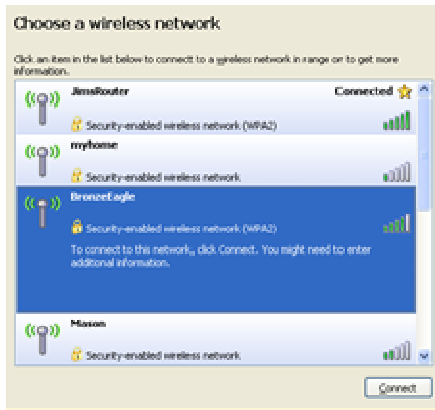 Choose a wireless network
Click an item in the list below to connect to a wireless network in range or to get more
information.
JimsRouter Connected
Security-enabled wireless network (WPA2)
myhome
Security-enabled wireless network
BronzeEagle
Security-enabled wireless network (WPA2)
To connect to this network, click Connect. You might need to enter
additional information.
Mason
Security-enabled wireless network
Connect